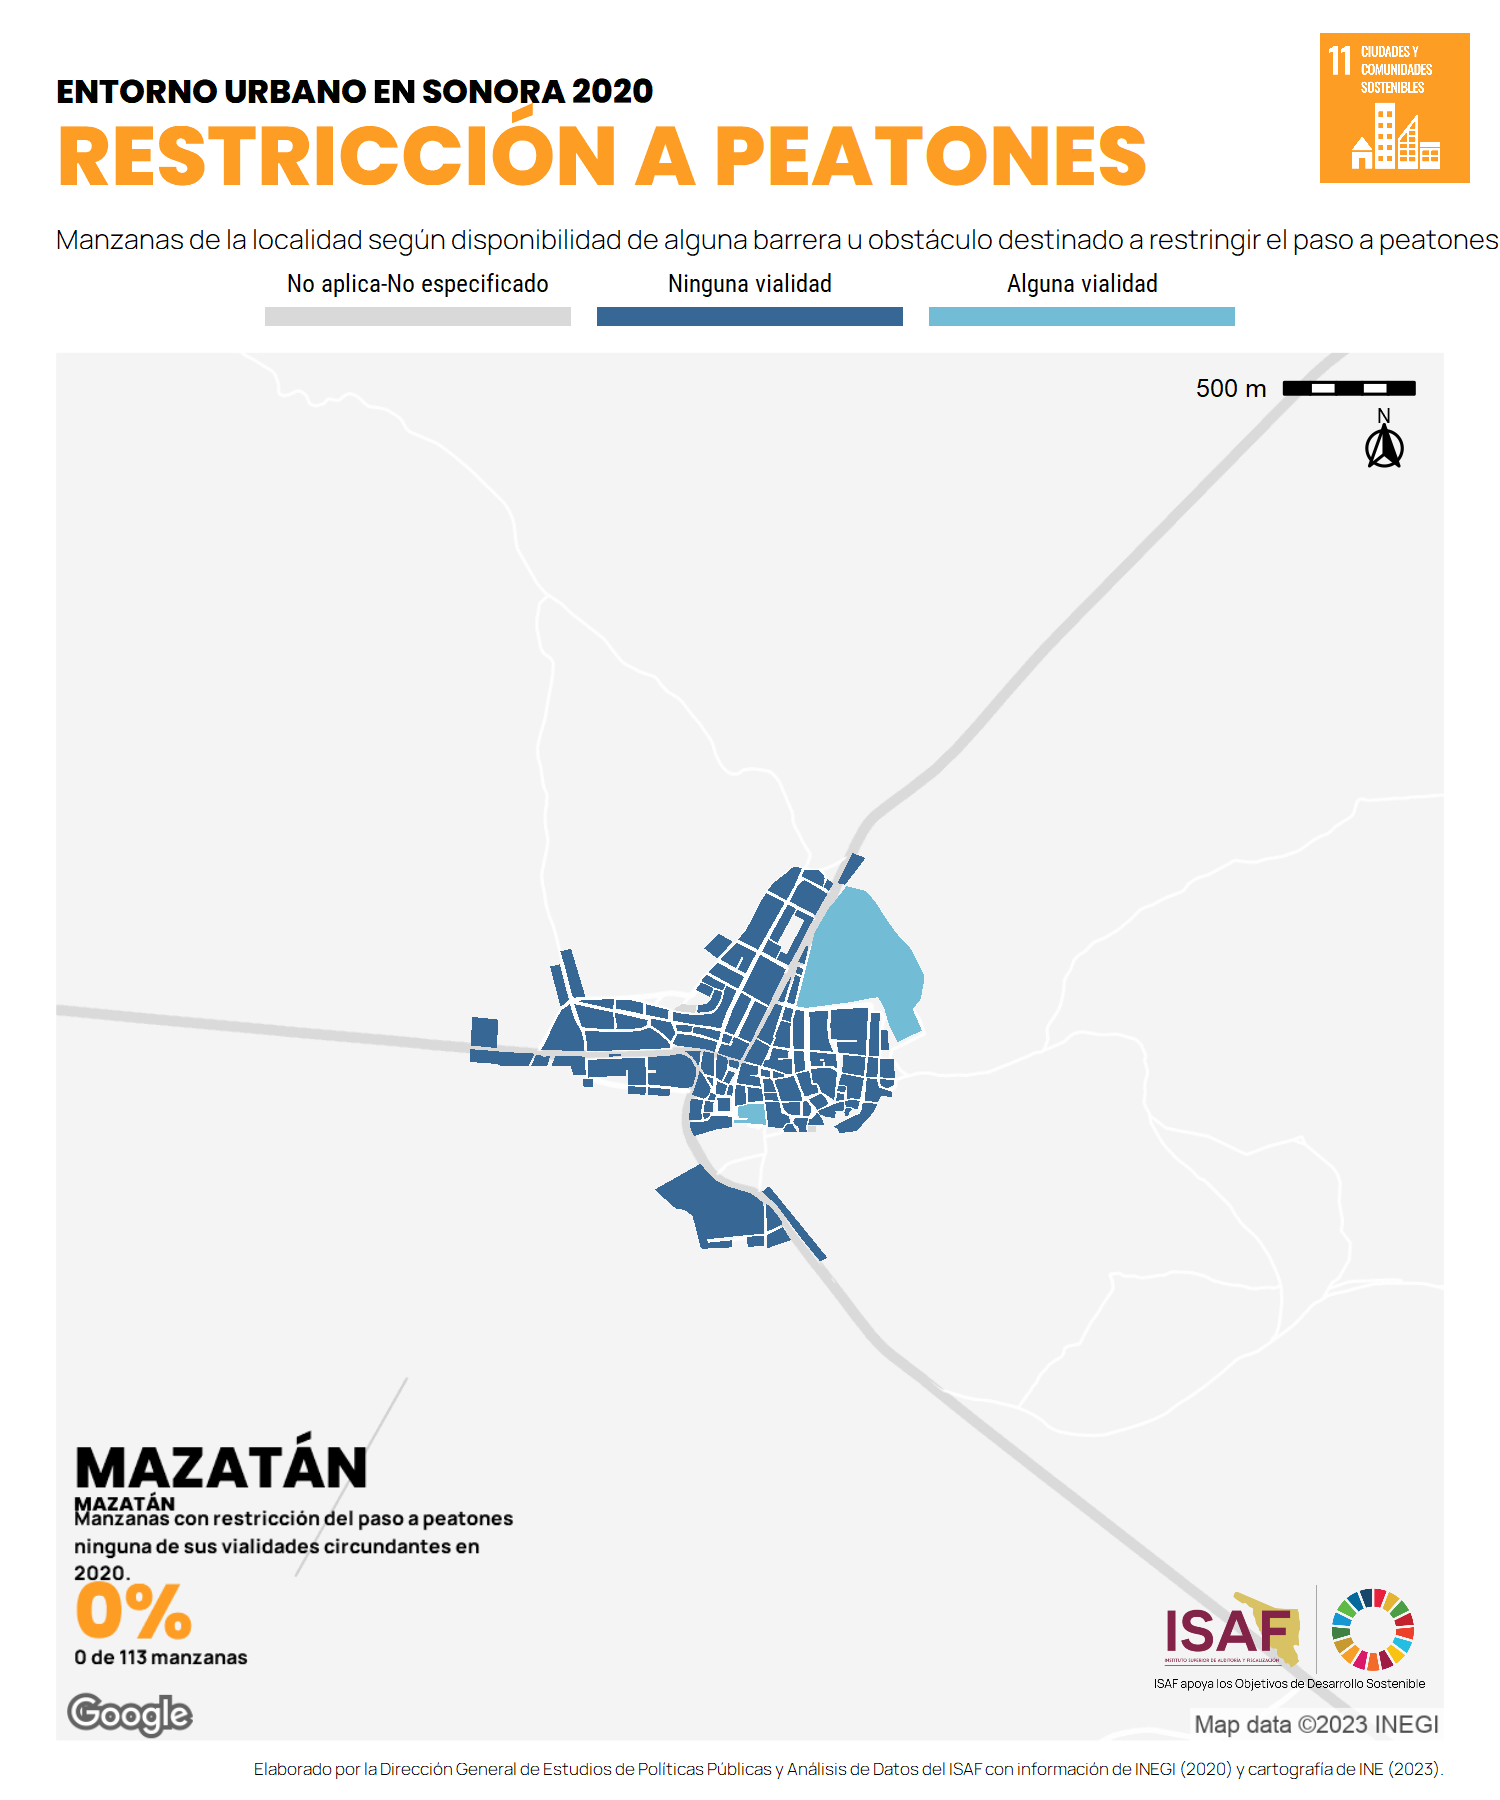 ENTORNO URBANO EN SONORA 2020
RESTRICCIÓN A PEATONES
11 CIUDADES Y
COMUNIDADES
SOSTENIBLES
Manzanas de la localidad según disponibilidad de alguna barrera u obstáculo destinado a restringir el paso a peatones
No aplica-No especificado Ninguna vialidad Alguna vialidad
500 m
N
MAZATÁN
MAZATÁN
Manzanas con restricción del paso a peatones
ninguna de sus vialidades circundantes en
2020.
0%
0 de 113 manzanas
Google
ISAF
INSTITUTO SUPERIOR DE AUDITORÍA Y FISCALIZACIÓN
ISAF apoya los Objetivos de Desarrollo Sostenible
Map data ©2023 INEGI
Elaborado por la Dirección General de Estudios de Políticas Públicas y Análisis de Datos del ISAF con información de INEGI (2020) y cartografía de INE (2023).